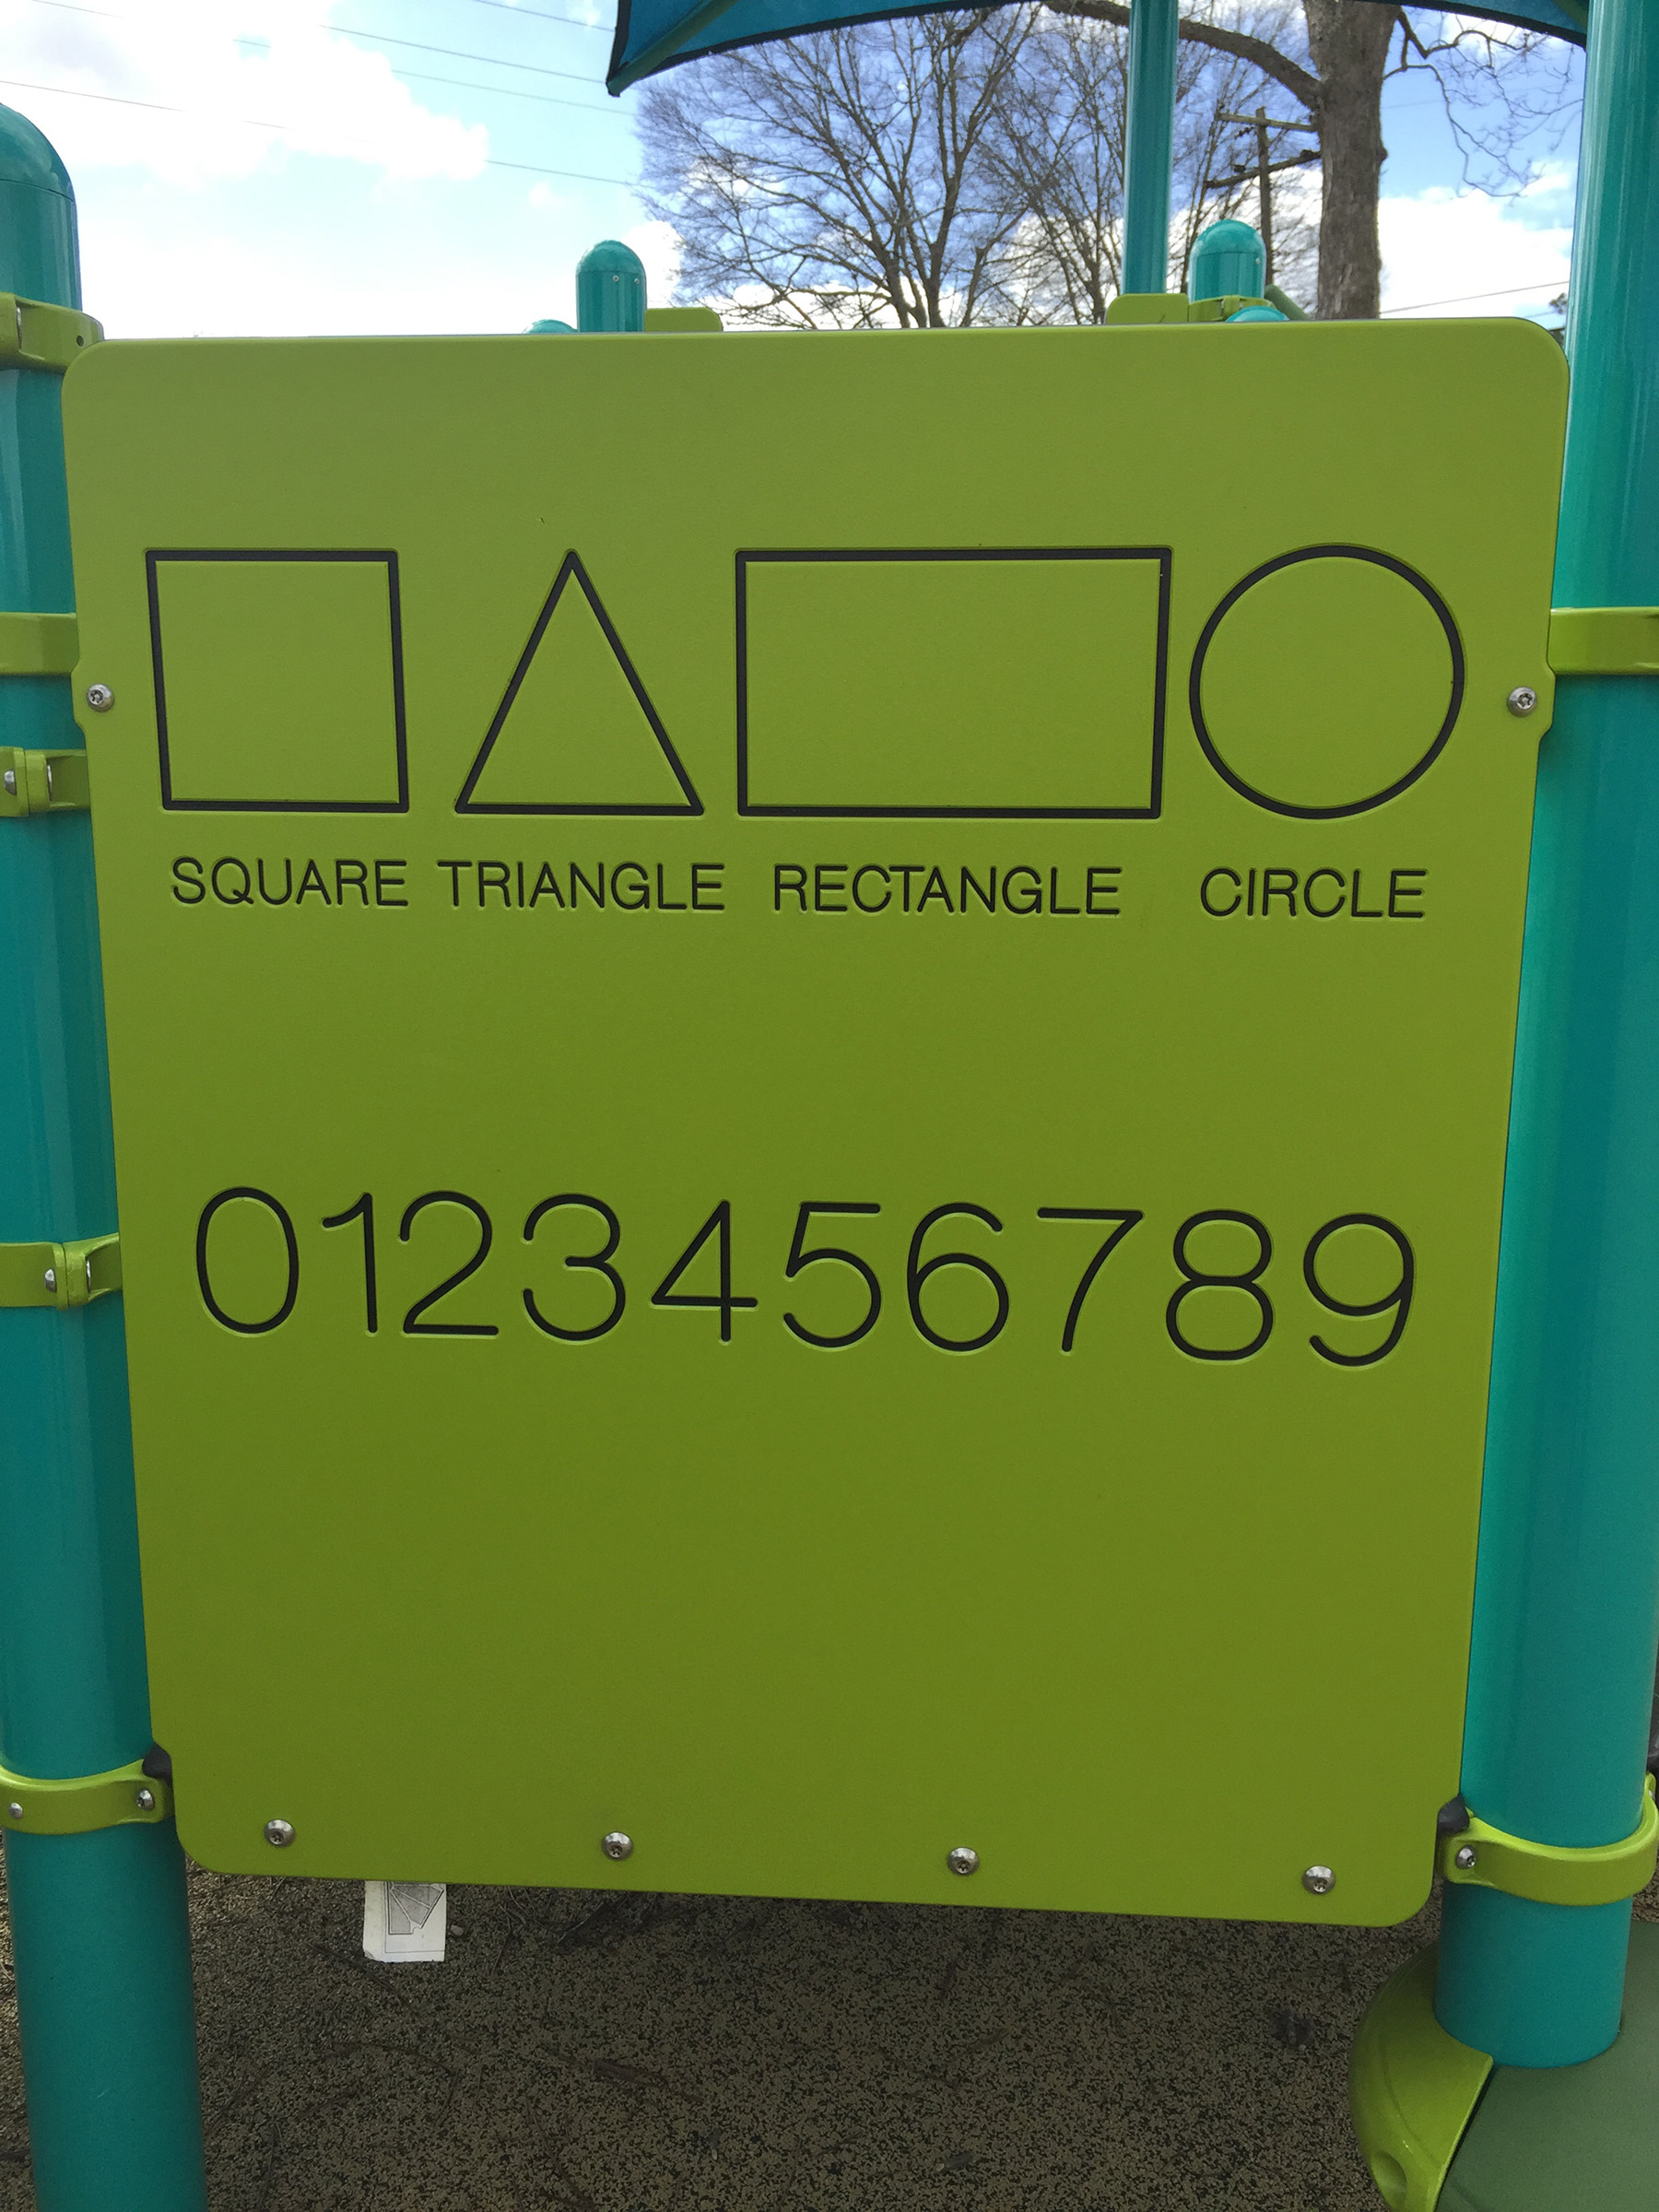 SQUARE TRIANGLE RECTANGLE CIRCLE
0123456789